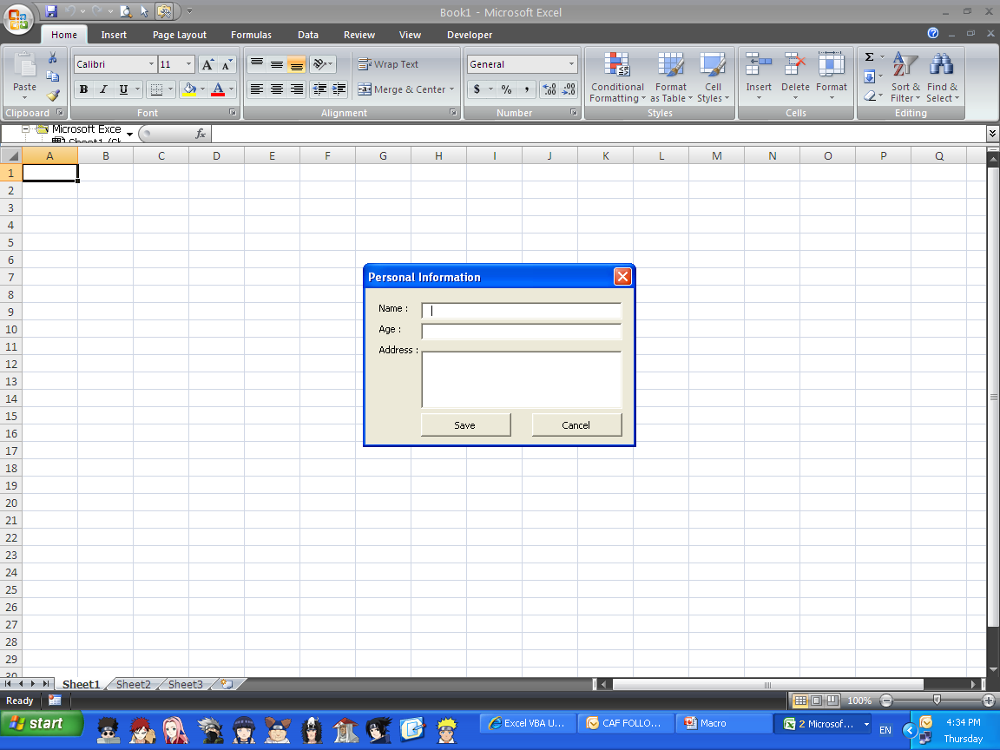 Book1 - Microsoft Excel
Home Insert Page Layout Formulas Data Review View Developer
Calibri 11 Wrap Text General
Paste B I U Merge & Center $ % , Conditional Formatting Format as Table Cell Styles Insert Delete Format Σ Sort & Filter Find & Select
Clipboard Font Alignment Number Styles Cells Editing
Microsoft Exce fx
A B C D E F G H I J K L M N O P Q
1
2
3
4
5
6
7
8
9
10
11
12
13
14
15
16
17
18
19
20
21
22
23
24
25
26
27
28
29
30
Personal Information
Name :
Age :
Address :
Save Cancel
Sheet1 Sheet2 Sheet3
Ready 100%
start Excel VBA U... CAF FOLLO... Macro 2 Microsof... EN 4:34 PM
Thursday